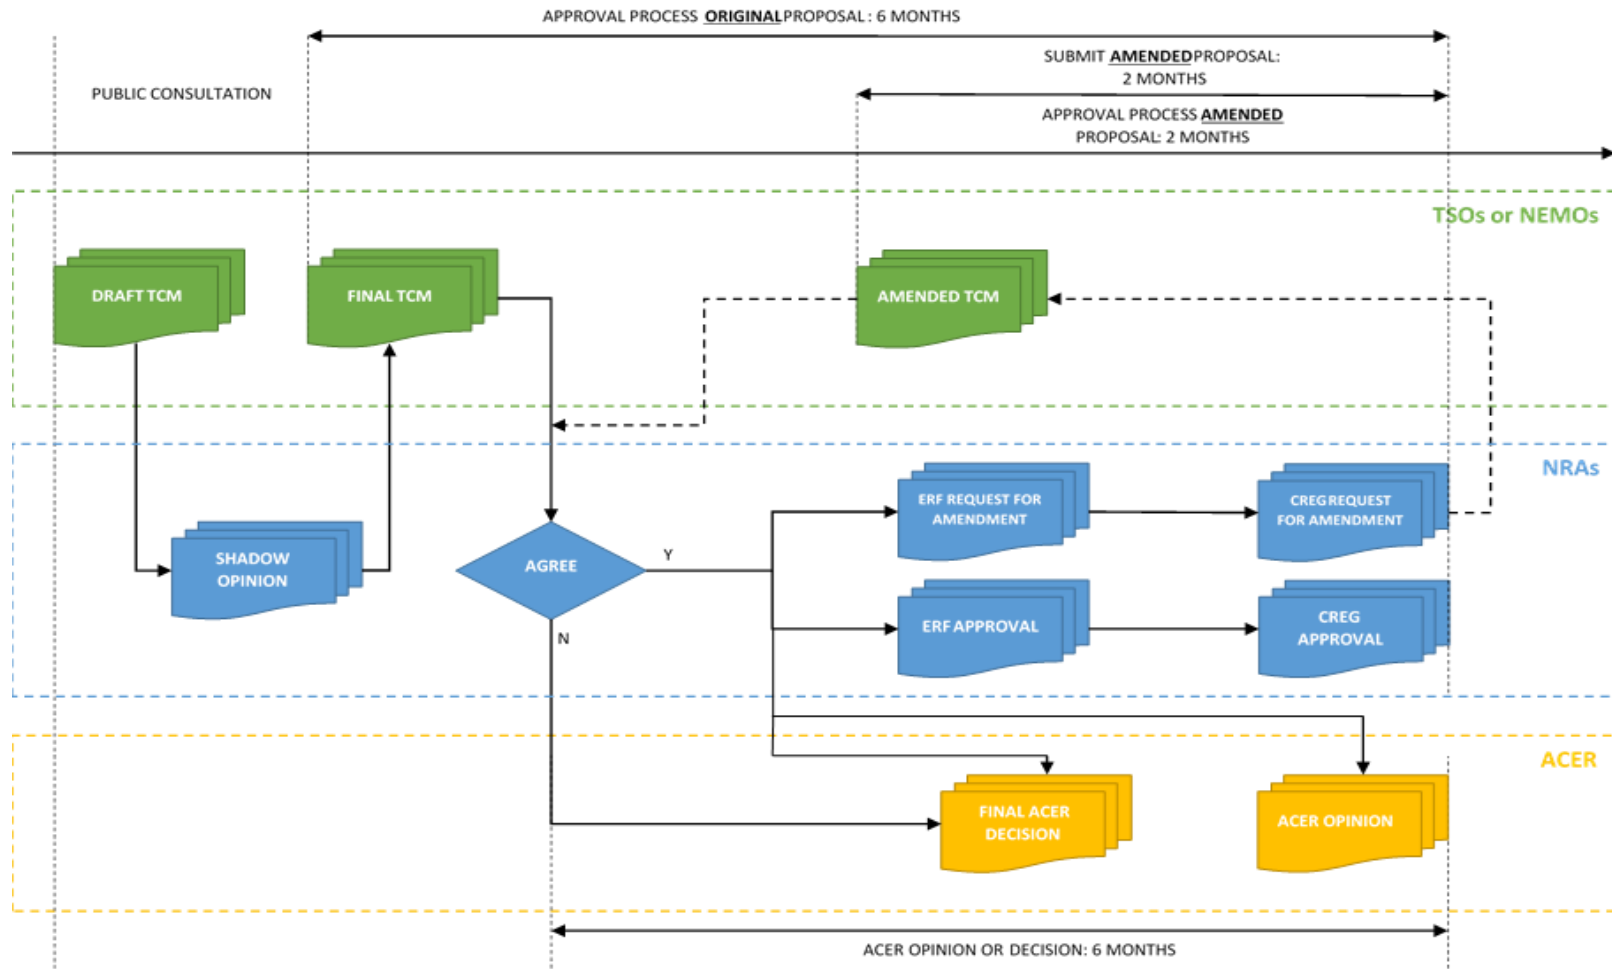 APPROVAL PROCESS ORIGINAL PROPOSAL: 6 MONTHS
SUBMIT AMENDED PROPOSAL:
2 MONTHS
PUBLIC CONSULTATION
APPROVAL PROCESS AMENDED
PROPOSAL: 2 MONTHS
TSOs or NEMOs
DRAFT TCM
FINAL TCM
AMENDED TCM
NRAs
ERF REQUEST FOR
AMENDMENT
CREG REQUEST
FOR AMENDMENT
SHADOW
OPINION
AGREE
Y
N
ERF APPROVAL
CREG
APPROVAL
ACER
FINAL ACER
DECISION
ACER OPINION
ACER OPINION OR DECISION: 6 MONTHS